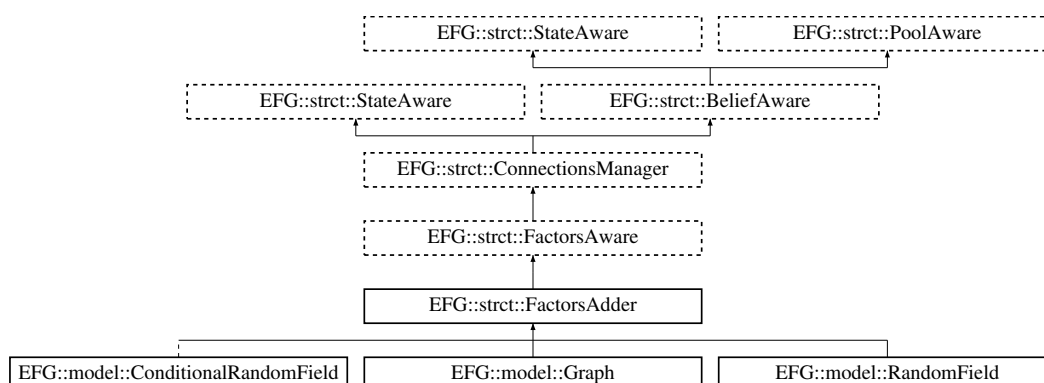 EFG::strct::StateAware
EFG::strct::PoolAware
EFG::strct::StateAware
EFG::strct::BeliefAware
EFG::strct::ConnectionsManager
EFG::strct::FactorsAware
EFG::strct::FactorsAdder
EFG::model::ConditionalRandomField
EFG::model::Graph
EFG::model::RandomField